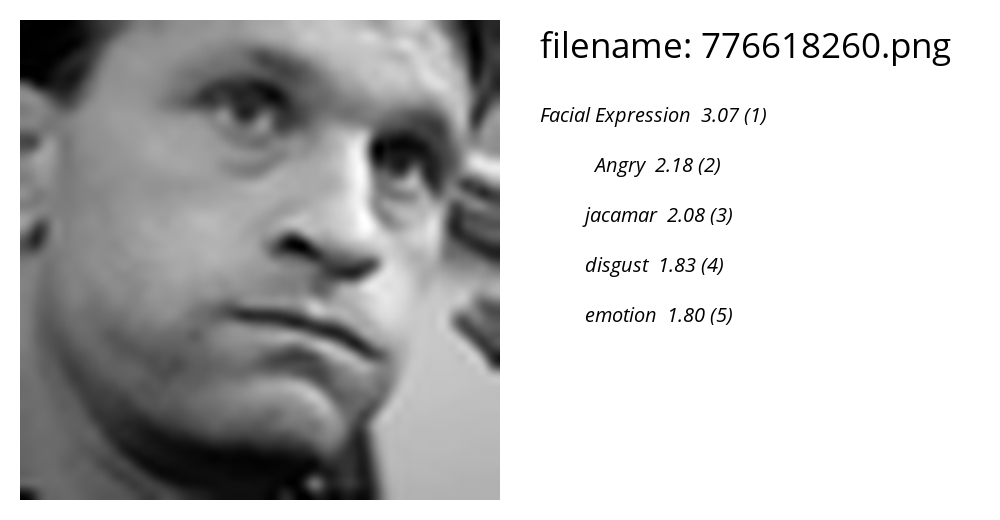 filename: 776618260.png
Facial Expression 3.07 (1)
Angry 2.18 (2)
jacamar 2.08 (3)
disgust 1.83 (4)
emotion 1.80 (5)